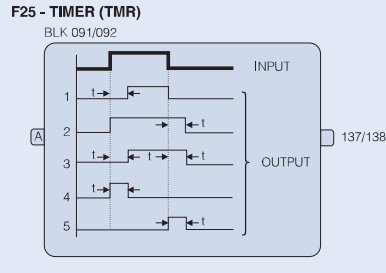 F25 - TIMER (TMR)
BLK 091/092
INPUT
1 t
2 t
A 137/138
3 t t t
OUTPUT
4 t
5 t